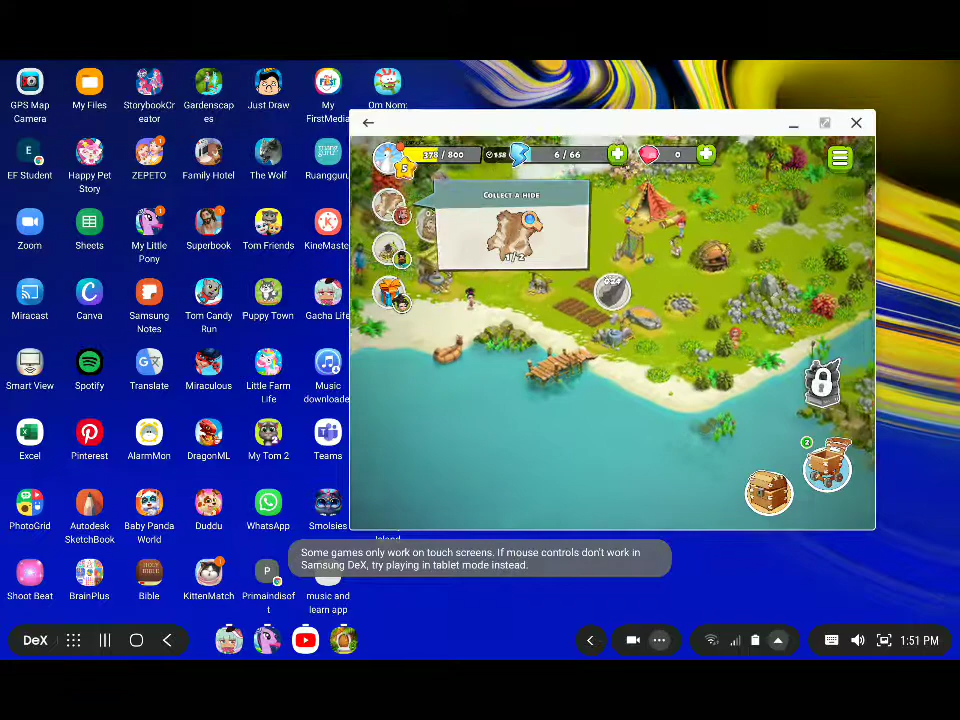 GPS Map
Camera
My Files
StorybookCr
eator
Gardenscap
es
Just Draw
My
FirstMedia
Om Nom:
EF Student
Happy Pet
Story
ZEPETO
Family Hotel
The Wolf
Ruangguru
Zoom
Sheets
My Little
Pony
Superbook
Tom Friends
KineMaste
Miracast
Canva
Samsung
Notes
Tom Candy
Run
Puppy Town
Gacha Life
Smart View
Spotify
Translate
Miraculous
Little Farm
Life
Music
downloade
Excel
Pinterest
AlarmMon
DragonML
My Tom 2
Teams
PhotoGrid
Autodesk
SketchBook
Baby Panda
World
Duddu
WhatsApp
Smolsies
Shoot Beat
BrainPlus
Bible
KittenMatch
Primaindisof
t
music and
learn app
378 / 800
1:58
6 / 66
0
5
COLLECT A HIDE
1/2
2
Some games only work on touch screens. If mouse controls don't work in
Samsung DeX, try playing in tablet mode instead.
DeX
1:51 PM